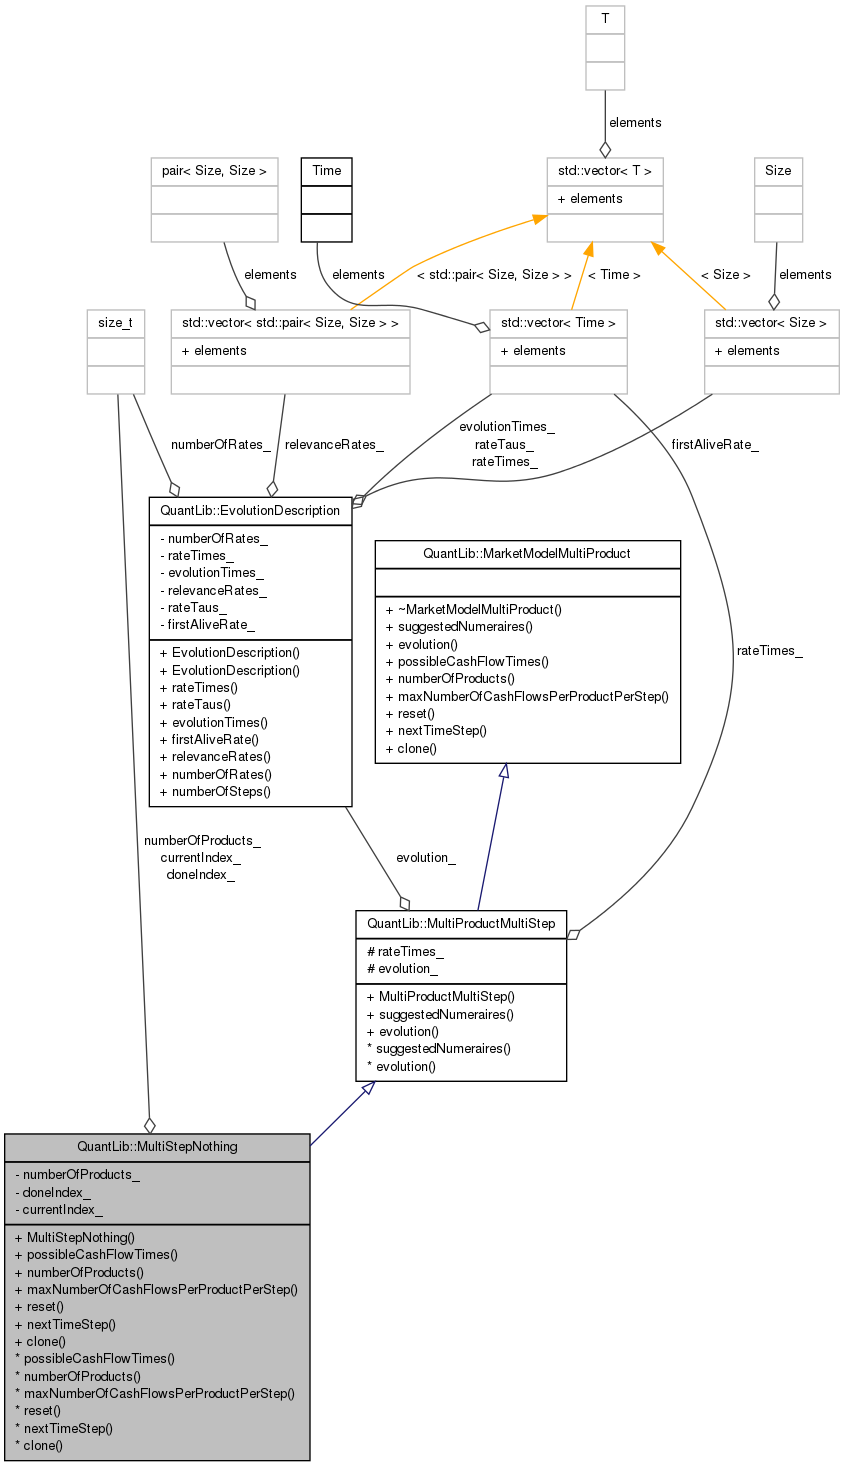 T
elements
pair< Size, Size >
Time
std::vector< T >
+ elements
Size
elements
elements
< std::pair< Size, Size > >
< Time >
< Size >
elements
size_t
std::vector< std::pair< Size, Size > >
+ elements
std::vector< Time >
+ elements
std::vector< Size >
+ elements
numberOfRates_
relevanceRates_
evolutionTimes_
rateTaus_
rateTimes_
firstAliveRate_
QuantLib::EvolutionDescription
- numberOfRates_
- rateTimes_
- evolutionTimes_
- relevanceRates_
- rateTaus_
- firstAliveRate_
+ EvolutionDescription()
+ EvolutionDescription()
+ rateTimes()
+ rateTaus()
+ evolutionTimes()
+ firstAliveRate()
+ relevanceRates()
+ numberOfRates()
+ numberOfSteps()
QuantLib::MarketModelMultiProduct
+ ~MarketModelMultiProduct()
+ suggestedNumeraires()
+ evolution()
+ possibleCashFlowTimes()
+ numberOfProducts()
+ maxNumberOfCashFlowsPerProductPerStep()
+ reset()
+ nextTimeStep()
+ clone()
rateTimes_
numberOfProducts_
currentIndex_
doneIndex_
evolution_
QuantLib::MultiProductMultiStep
# rateTimes_
# evolution_
+ MultiProductMultiStep()
+ suggestedNumeraires()
+ evolution()
* suggestedNumeraires()
* evolution()
QuantLib::MultiStepNothing
- numberOfProducts_
- doneIndex_
- currentIndex_
+ MultiStepNothing()
+ possibleCashFlowTimes()
+ numberOfProducts()
+ maxNumberOfCashFlowsPerProductPerStep()
+ reset()
+ nextTimeStep()
+ clone()
* possibleCashFlowTimes()
* numberOfProducts()
* maxNumberOfCashFlowsPerProductPerStep()
* reset()
* nextTimeStep()
* clone()